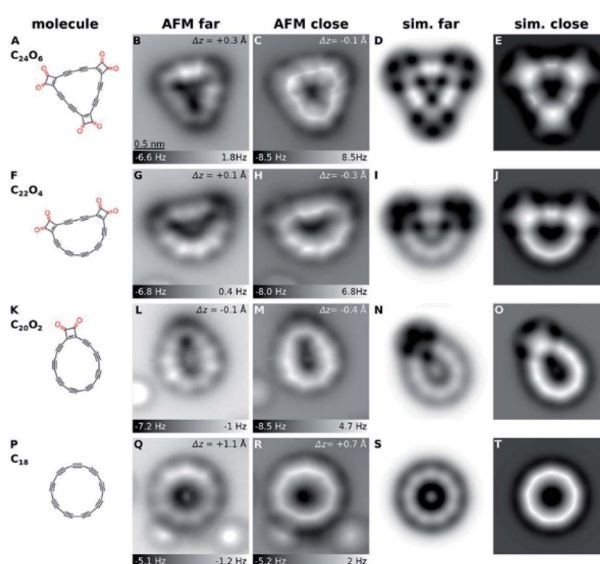 molecule AFM far AFM close sim. far sim. close
A B Δz = +0.3 Å C Δz = -0.1 Å D E
C24O6
O O O O O O
0.5 nm
-6.6 Hz 1.8Hz -8.5 Hz 8.5Hz
F G Δz = +0.1 Å H Δz = -0.3 Å I J
C22O4
O O O O
-6.8 Hz 0.4 Hz -8.0 Hz 6.8Hz
K L Δz = -0.1 Å M Δz = -0.4 Å N O
C20O2
O O
-7.2 Hz -1 Hz -8.5 Hz 4.7 Hz
P Q Δz = +1.1 Å R Δz = +0.7 Å S T
C18
-5.1 Hz -1.2 Hz -5.2 Hz 2 Hz